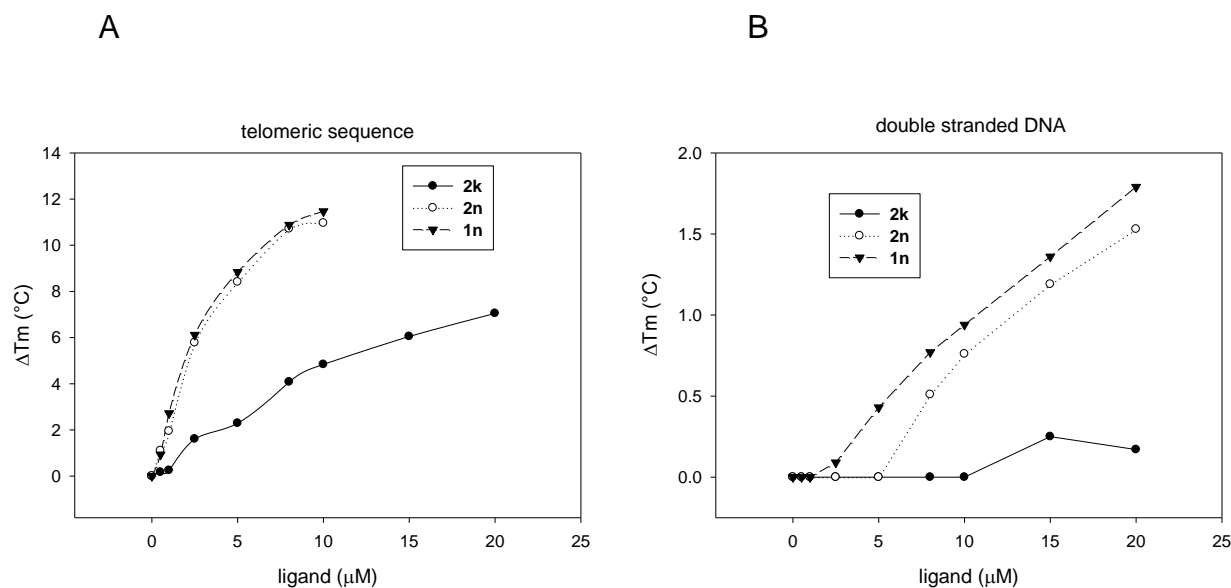 A
B
telomeric sequence
14
12
10
8
6
4
2
0
ΔTm (°C)
2k
2n
1n
0
5
10
15
20
25
ligand (μM)
double stranded DNA
2.0
1.5
1.0
0.5
0.0
ΔTm (°C)
2k
2n
1n
0
5
10
15
20
25
ligand (μM)